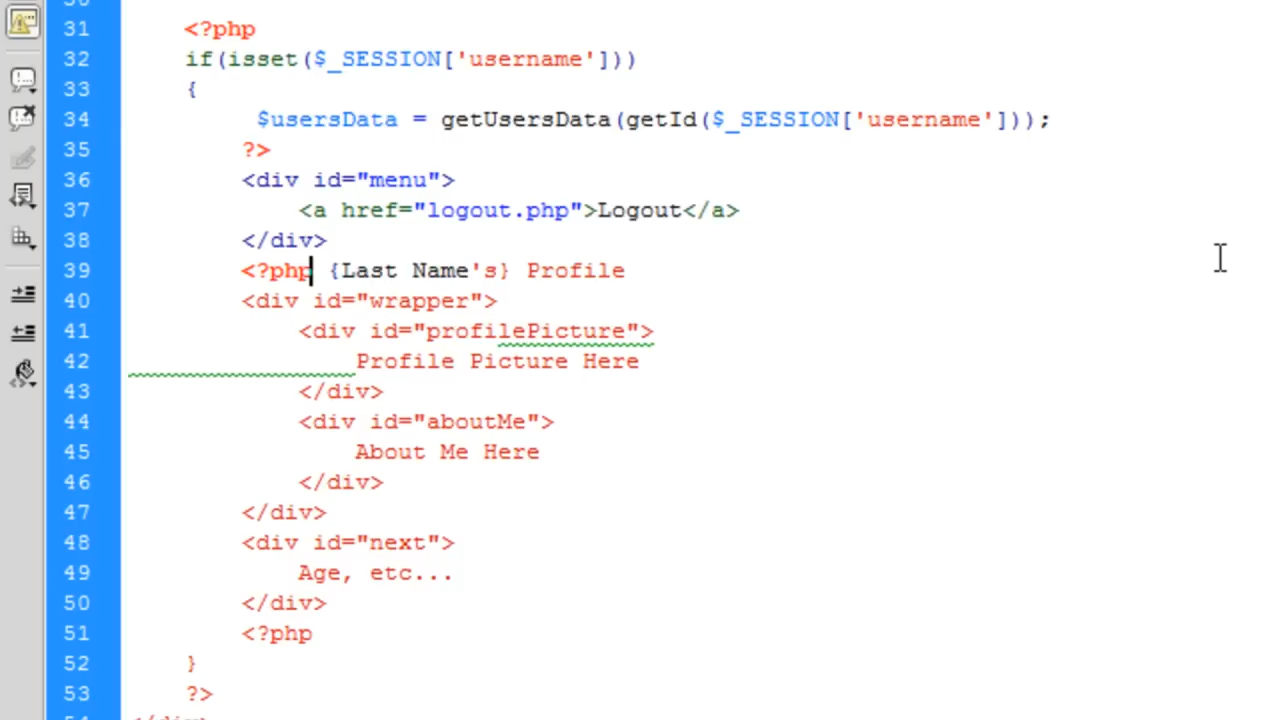 31 <?php
32 if(isset($_SESSION['username']))
33 {
34 $usersData = getUsersData(getId($_SESSION['username']));
35 ?>
36 <div id="menu">
37 <a href="logout.php">Logout</a>
38 </div>
39 <?php {Last Name's} Profile
40 <div id="wrapper">
41 <div id="profilePicture">
42 Profile Picture Here
43 </div>
44 <div id="aboutMe">
45 About Me Here
46 </div>
47 </div>
48 <div id="next">
49 Age, etc...
50 </div>
51 <?php
52 }
53 ?>